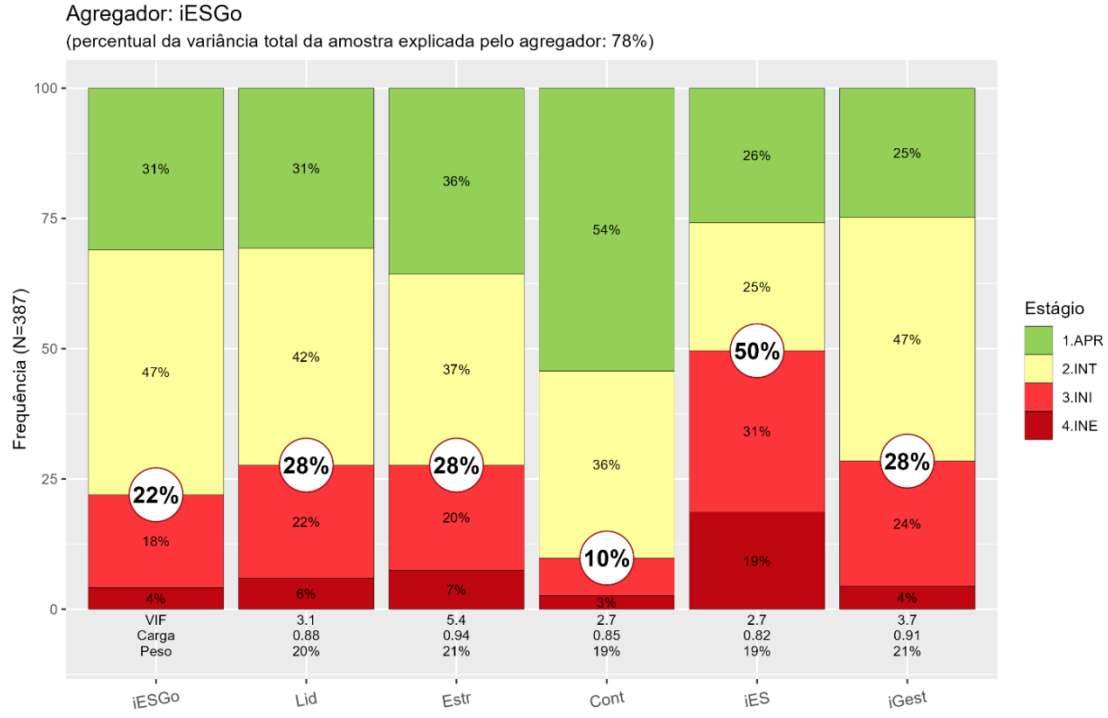 Agregador: iESGo
(percentual da variância total da amostra explicada pelo agregador: 78%)
Frequência (N=387)
100
75
50
25
0
31% 31% 36% 54% 26% 25%
47% 42% 37% 36% 25% 47%
22% 28% 28% 10% 50% 28%
18% 22% 20% 31% 24%
4% 6% 7% 3% 19% 4%
VIF 3.1 5.4 2.7 2.7 3.7
Carga 0.88 0.94 0.85 0.82 0.91
Peso 20% 21% 19% 19% 21%
iESGo Lid Estr Cont iES iGest
Estágio
1.APR
2.INT
3.INI
4.INE